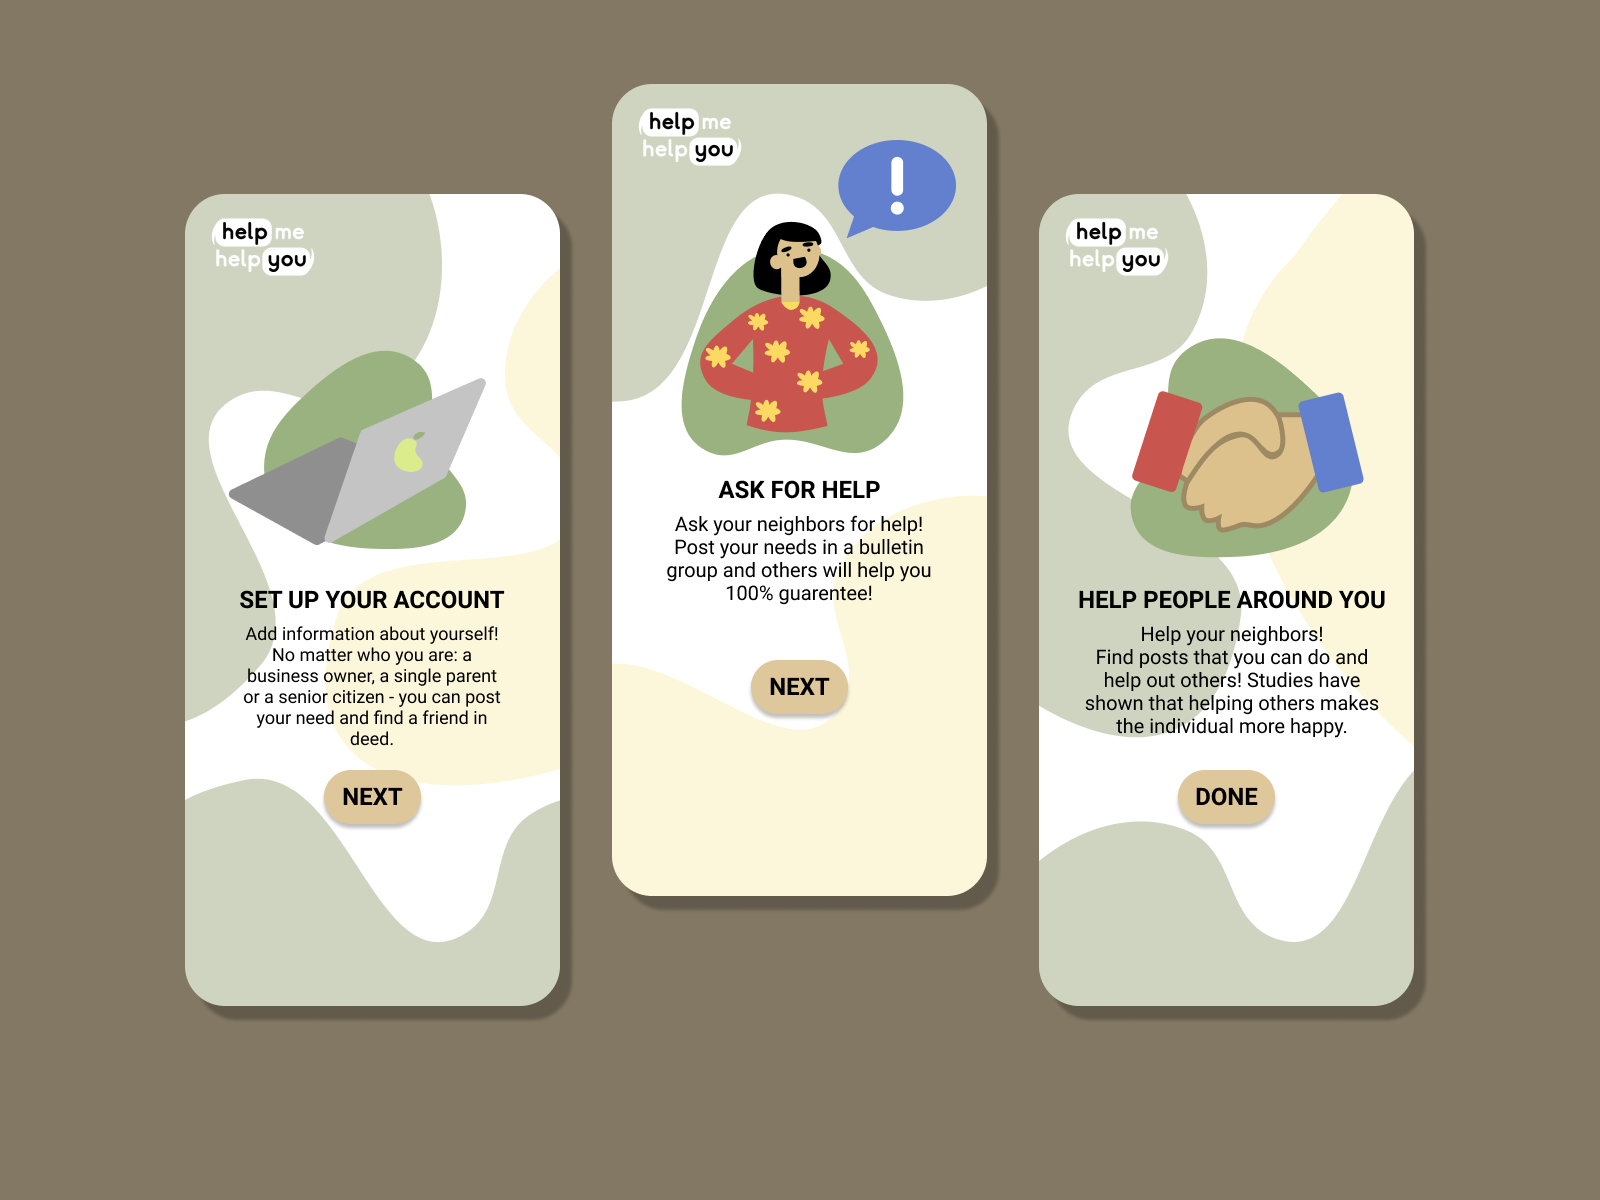 help me
help you
SET UP YOUR ACCOUNT
Add information about yourself!
No matter who you are: a
business owner, a single parent
or a senior citizen - you can post
your need and find a friend in
deed.
NEXT
help me
help you
!
ASK FOR HELP
Ask your neighbors for help!
Post your needs in a bulletin
group and others will help you
100% guarentee!
NEXT
help me
help you
HELP PEOPLE AROUND YOU
Help your neighbors!
Find posts that you can do and
help out others! Studies have
shown that helping others makes
the individual more happy.
DONE